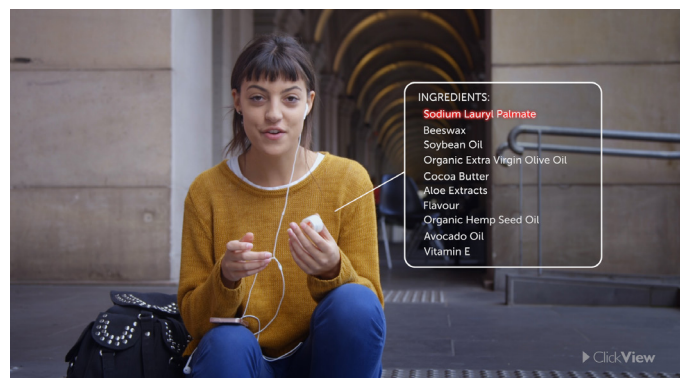 INGREDIENTS:
Sodium Lauryl Palmate
Beeswax
Soybean Oil
Organic Extra Virgin Olive Oil
Cocoa Butter
Aloe Extracts
Flavour
Organic Hemp Seed Oil
Avocado Oil
Vitamin E
ClickView